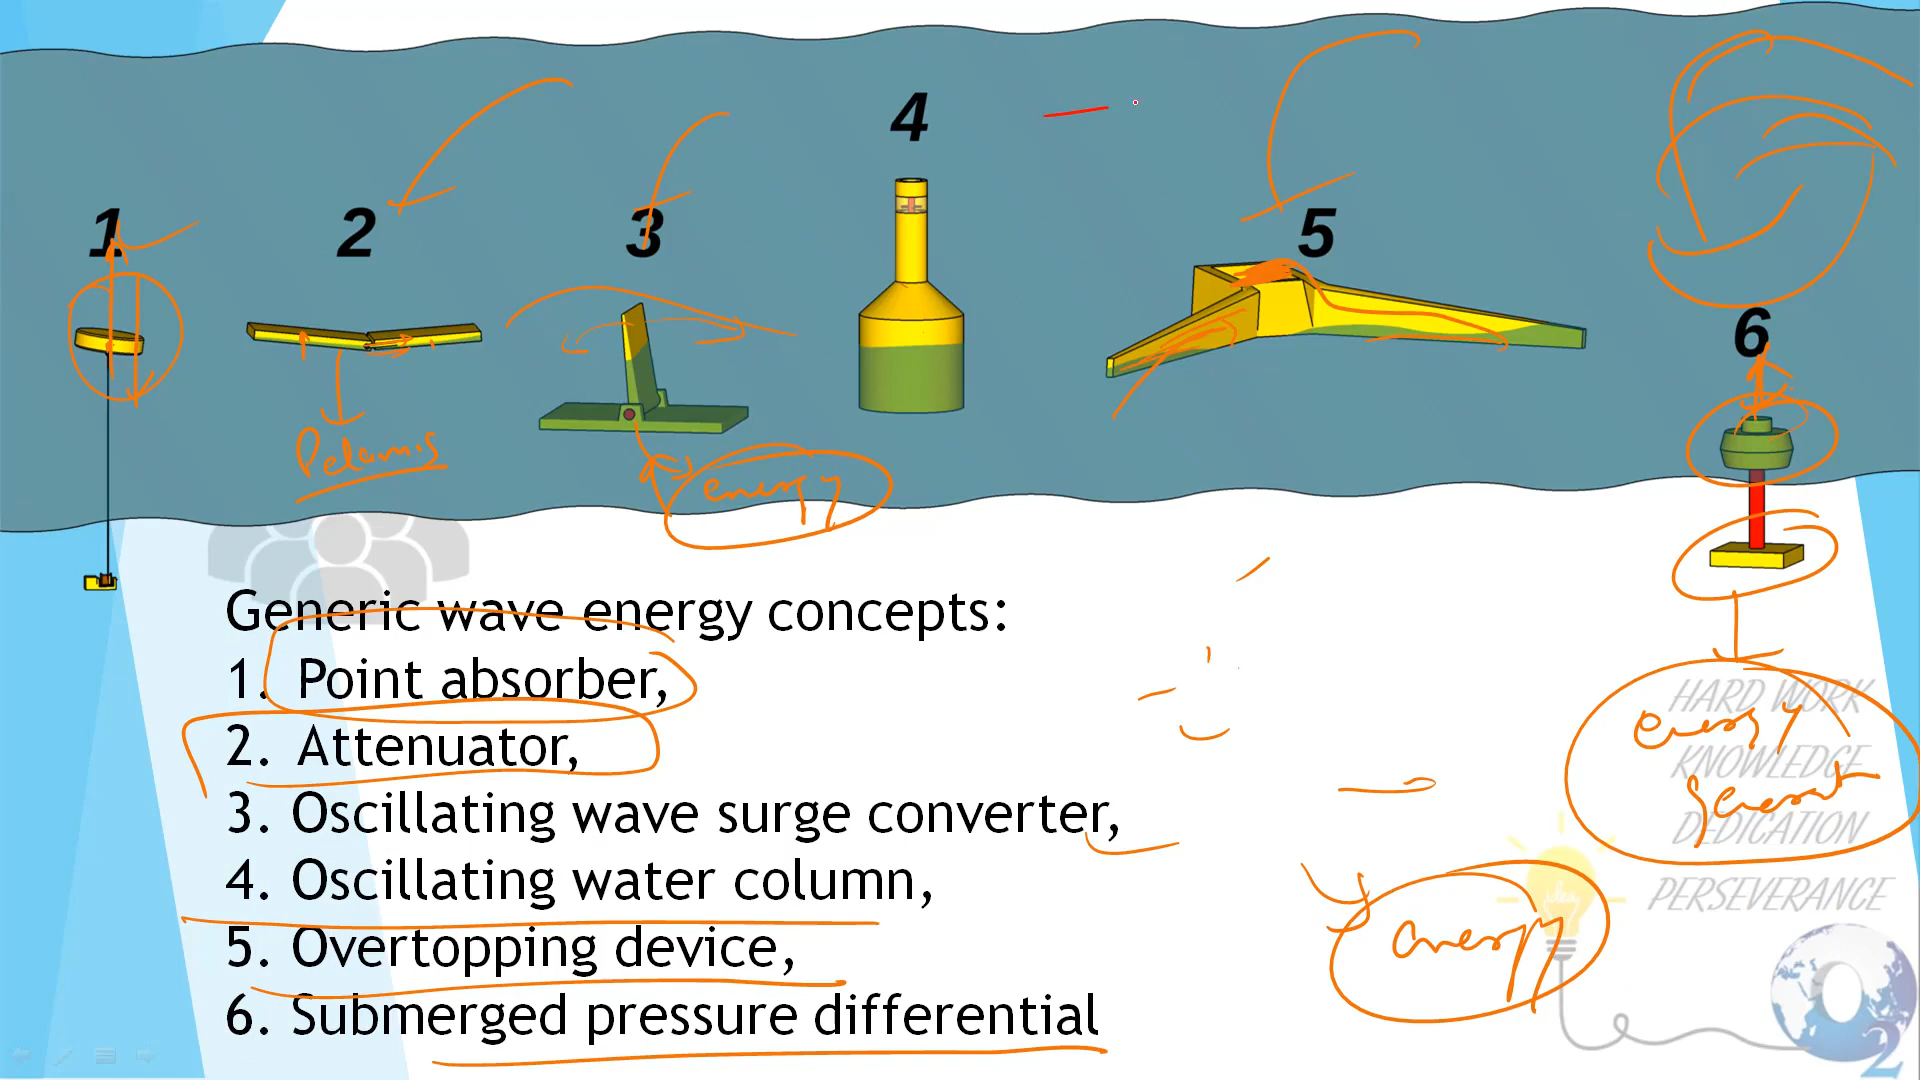 4
1
2
3
5
6
Pelamis
energy
Generic wave energy concepts:
1. Point absorber,
2. Attenuator,
3. Oscillating wave surge converter,
4. Oscillating water column,
5. Overtopping device,
6. Submerged pressure differential
HARD WORK
energy
KNOWLEDGE
DEDICATION
PERSEVERANCE
idea
energy
O2